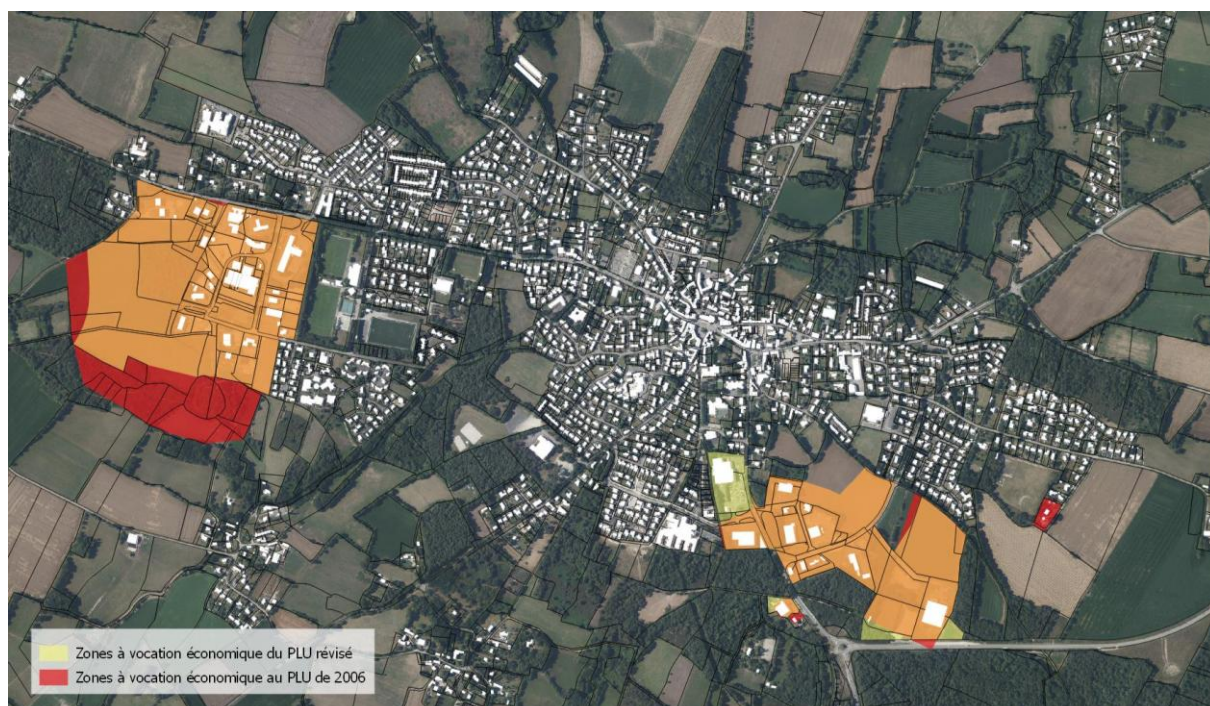 Zones à vocation économique du PLU révisé
Zones à vocation économique au PLU de 2006